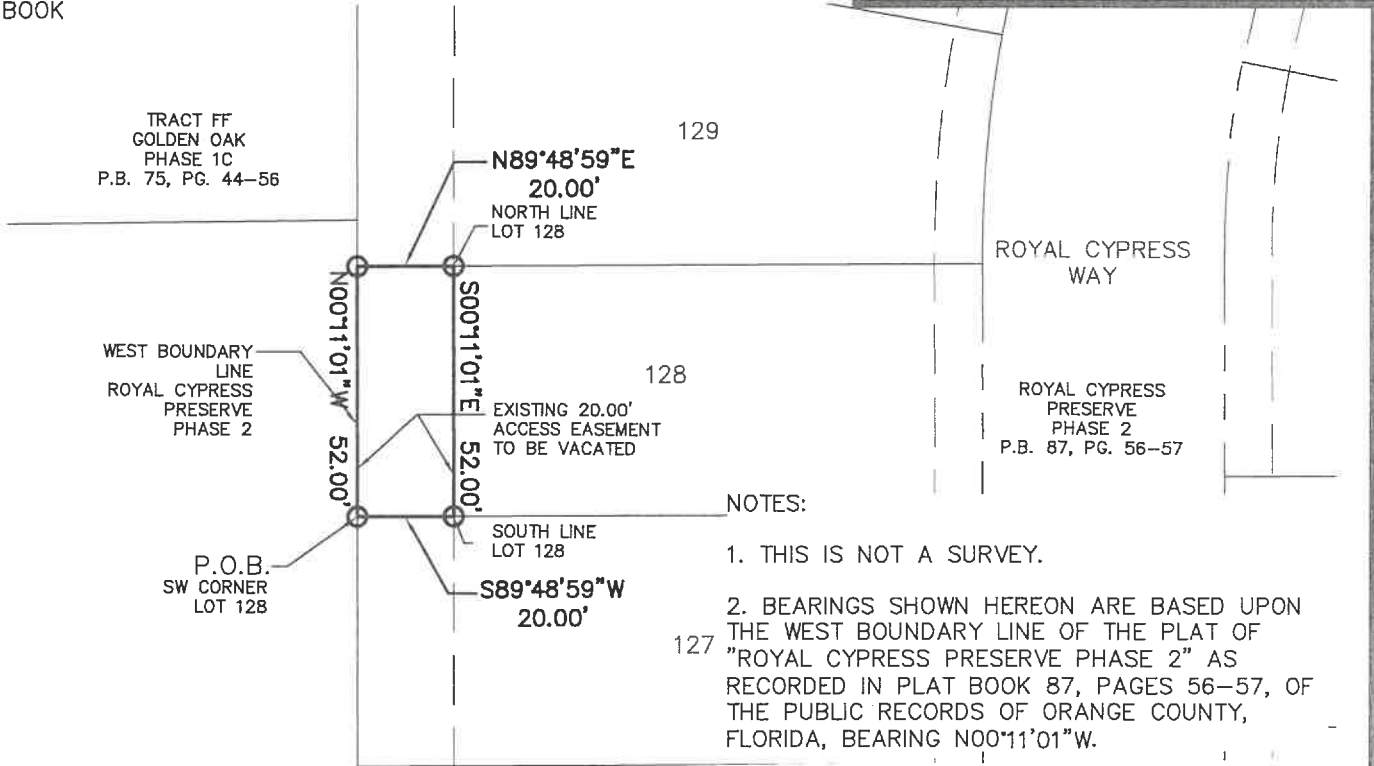 BOOK
TRACT FF
GOLDEN OAK
PHASE 1C
P.B. 75, PG. 44-56
129
N89°48'59"E
20.00'
NORTH LINE
LOT 128
ROYAL CYPRESS
WAY
N00°11'01"W 52.00'
S00°11'01"E 52.00'
WEST BOUNDARY
LINE
ROYAL CYPRESS
PRESERVE
PHASE 2
128
EXISTING 20.00'
ACCESS EASEMENT
TO BE VACATED
ROYAL CYPRESS
PRESERVE
PHASE 2
P.B. 87, PG. 56-57
P.O.B.
SW CORNER
LOT 128
SOUTH LINE
LOT 128
S89°48'59"W
20.00'
127
NOTES:
1. THIS IS NOT A SURVEY.
2. BEARINGS SHOWN HEREON ARE BASED UPON
THE WEST BOUNDARY LINE OF THE PLAT OF
"ROYAL CYPRESS PRESERVE PHASE 2" AS
RECORDED IN PLAT BOOK 87, PAGES 56-57, OF
THE PUBLIC RECORDS OF ORANGE COUNTY,
FLORIDA, BEARING N00°11'01"W.